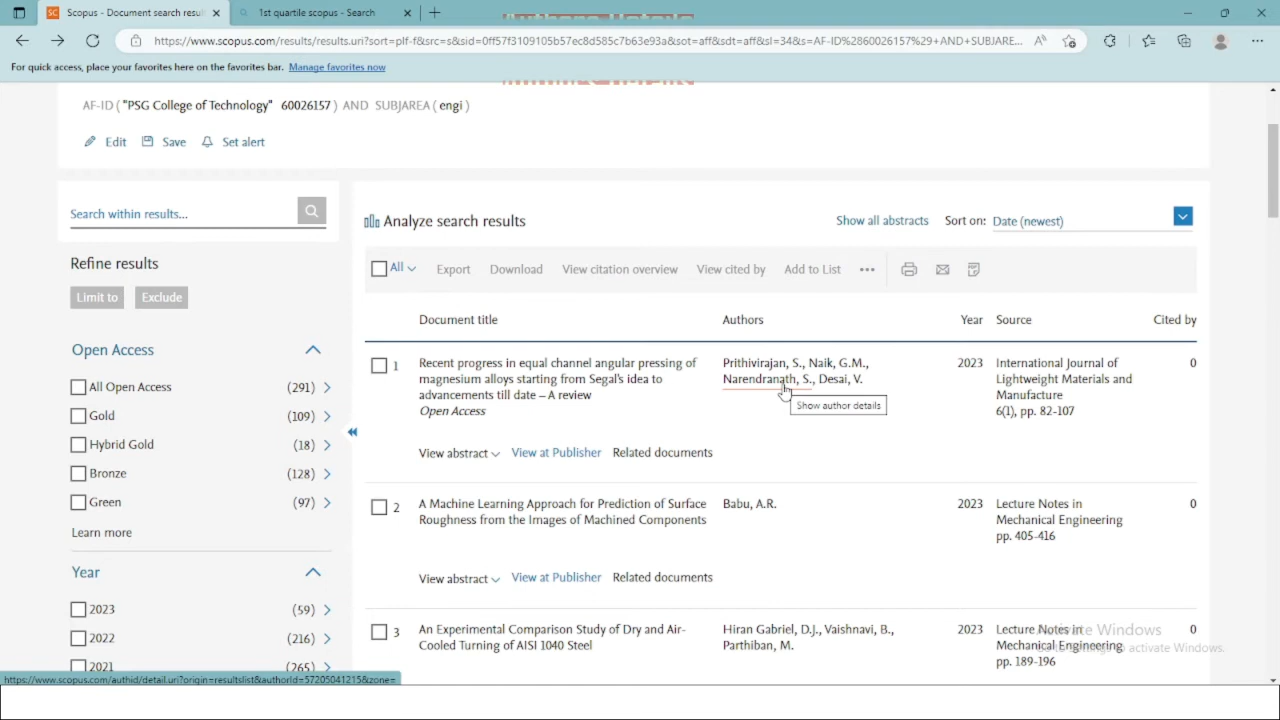 Scopus - Document search result
1st quartile scopus - Search
https://www.scopus.com/results/results.uri?sort=plf-f&src=s&sid=0ff57f3109105b57ec8d585c7b63e93a&sot=aff&sdt=aff&sl=34&s=AF-ID%2860026157%29+AND+SUBJARE...
For quick access, place your favorites here on the favorites bar. Manage favorites now
AF-ID ( "PSG College of Technology" 60026157 ) AND SUBJAREA ( engi )
Edit Save Set alert
Search within results...
Analyze search results
Show all abstracts Sort on: Date (newest)
Refine results
Limit to Exclude
All Export Download View citation overview View cited by Add to List •••
Document title Authors Year Source Cited by
Open Access
All Open Access (291)
Gold (109)
Hybrid Gold (18)
Bronze (128)
Green (97)
Learn more
Year
2023 (59)
2022 (216)
2021 (265)
1 Recent progress in equal channel angular pressing of Prithivirajan, S., Naik, G.M., 2023 International Journal of 0
magnesium alloys starting from Segal's idea to Narendranath, S., Desai, V. Lightweight Materials and
advancements till date – A review Manufacture
Open Access 6(1), pp. 82-107
Show author details
View abstract View at Publisher Related documents
2 A Machine Learning Approach for Prediction of Surface Babu, A.R. 2023 Lecture Notes in 0
Roughness from the Images of Machined Components Mechanical Engineering
pp. 405-416
View abstract View at Publisher Related documents
3 An Experimental Comparison Study of Dry and Air- Hiran Gabriel, D.J., Vaishnavi, B., 2023 Lecture Notes in 0
Cooled Turning of AISI 1040 Steel Parthiban, M. Mechanical Engineering
pp. 189-196
Activate Windows
to activate Windows.
https://www.scopus.com/authid/detail.uri?origin=resultslist&authorId=57205041215&zone=